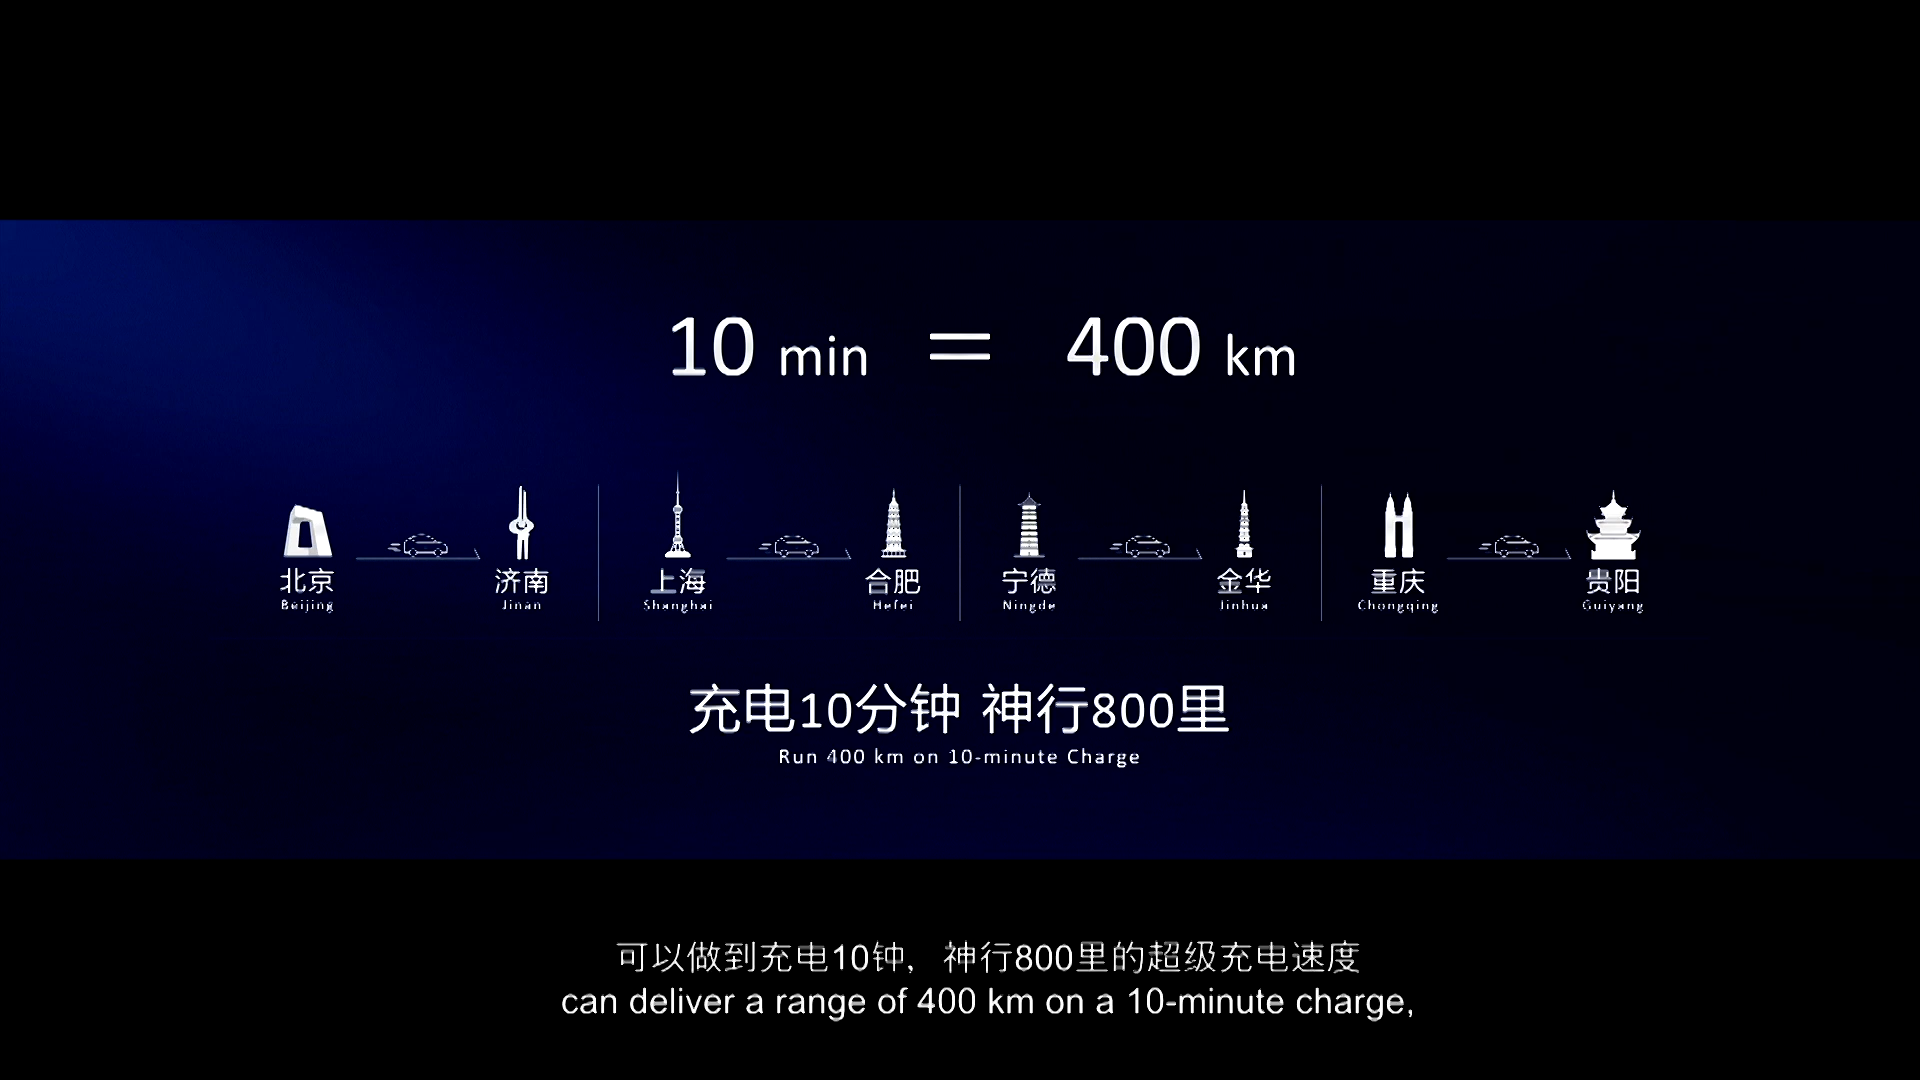 10 min = 400 km
北京 济南 上海 合肥 宁德 金华 重庆 贵阳
Beijing Jinan Shanghai Hefei Ningde Jinhua Chongqing Guiyang
充电10分钟 神行800里
Run 400 km on 10-minute Charge
可以做到充电10钟,神行800里的超级充电速度
can deliver a range of 400 km on a 10-minute charge,